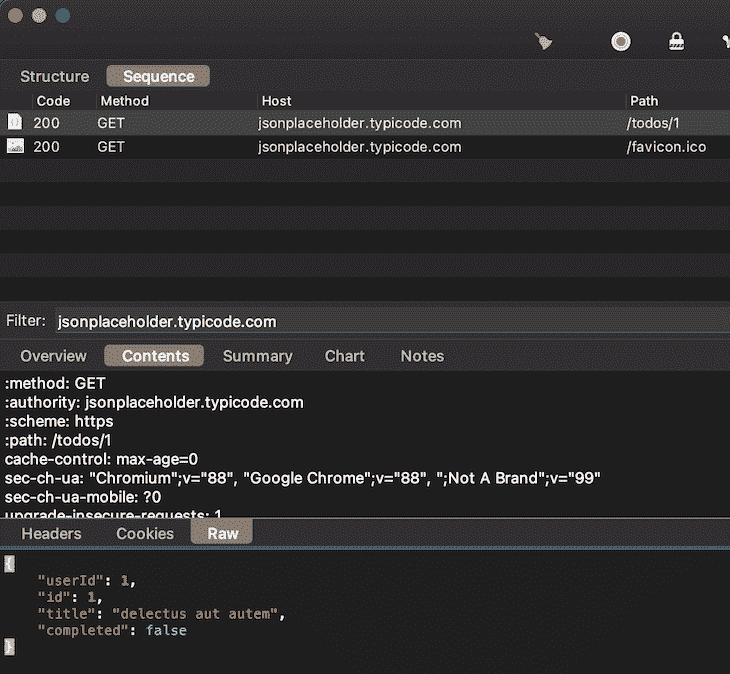 Structure Sequence
Code Method Host Path
200 GET jsonplaceholder.typicode.com /todos/1
200 GET jsonplaceholder.typicode.com /favicon.ico
Filter: jsonplaceholder.typicode.com
Overview Contents Summary Chart Notes
:method: GET
:authority: jsonplaceholder.typicode.com
:scheme: https
:path: /todos/1
cache-control: max-age=0
sec-ch-ua: "Chromium";v="88", "Google Chrome";v="88", ";Not A Brand";v="99"
sec-ch-ua-mobile: ?0
upgrade-insecure-requests: 1
Headers Cookies Raw
{
"userId": 1,
"id": 1,
"title": "delectus aut autem",
"completed": false
}